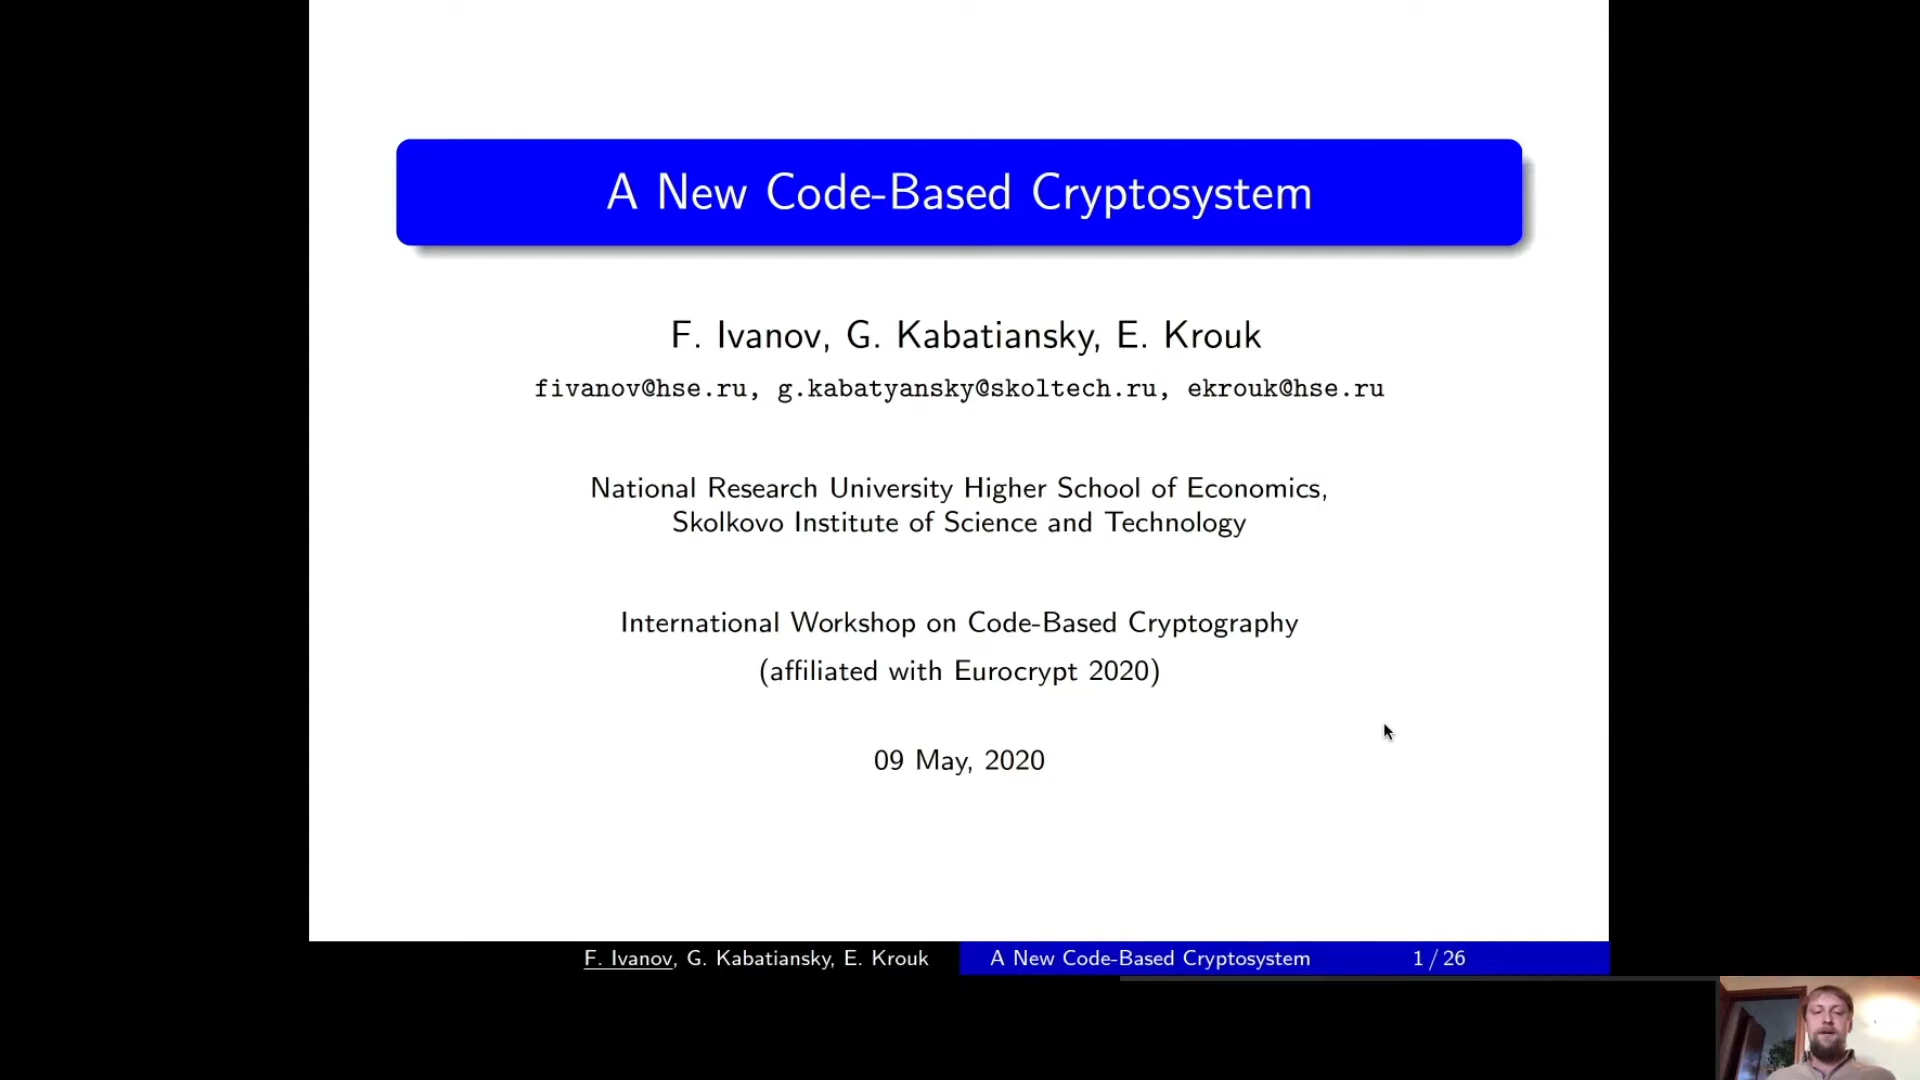 A New Code-Based Cryptosystem
F. Ivanov, G. Kabatiansky, E. Krouk
fivanov@hse.ru, g.kabatyansky@skoltech.ru, ekrouk@hse.ru
National Research University Higher School of Economics,
Skolkovo Institute of Science and Technology
International Workshop on Code-Based Cryptography
(affiliated with Eurocrypt 2020)
09 May, 2020
F. Ivanov, G. Kabatiansky, E. Krouk A New Code-Based Cryptosystem 1 / 26